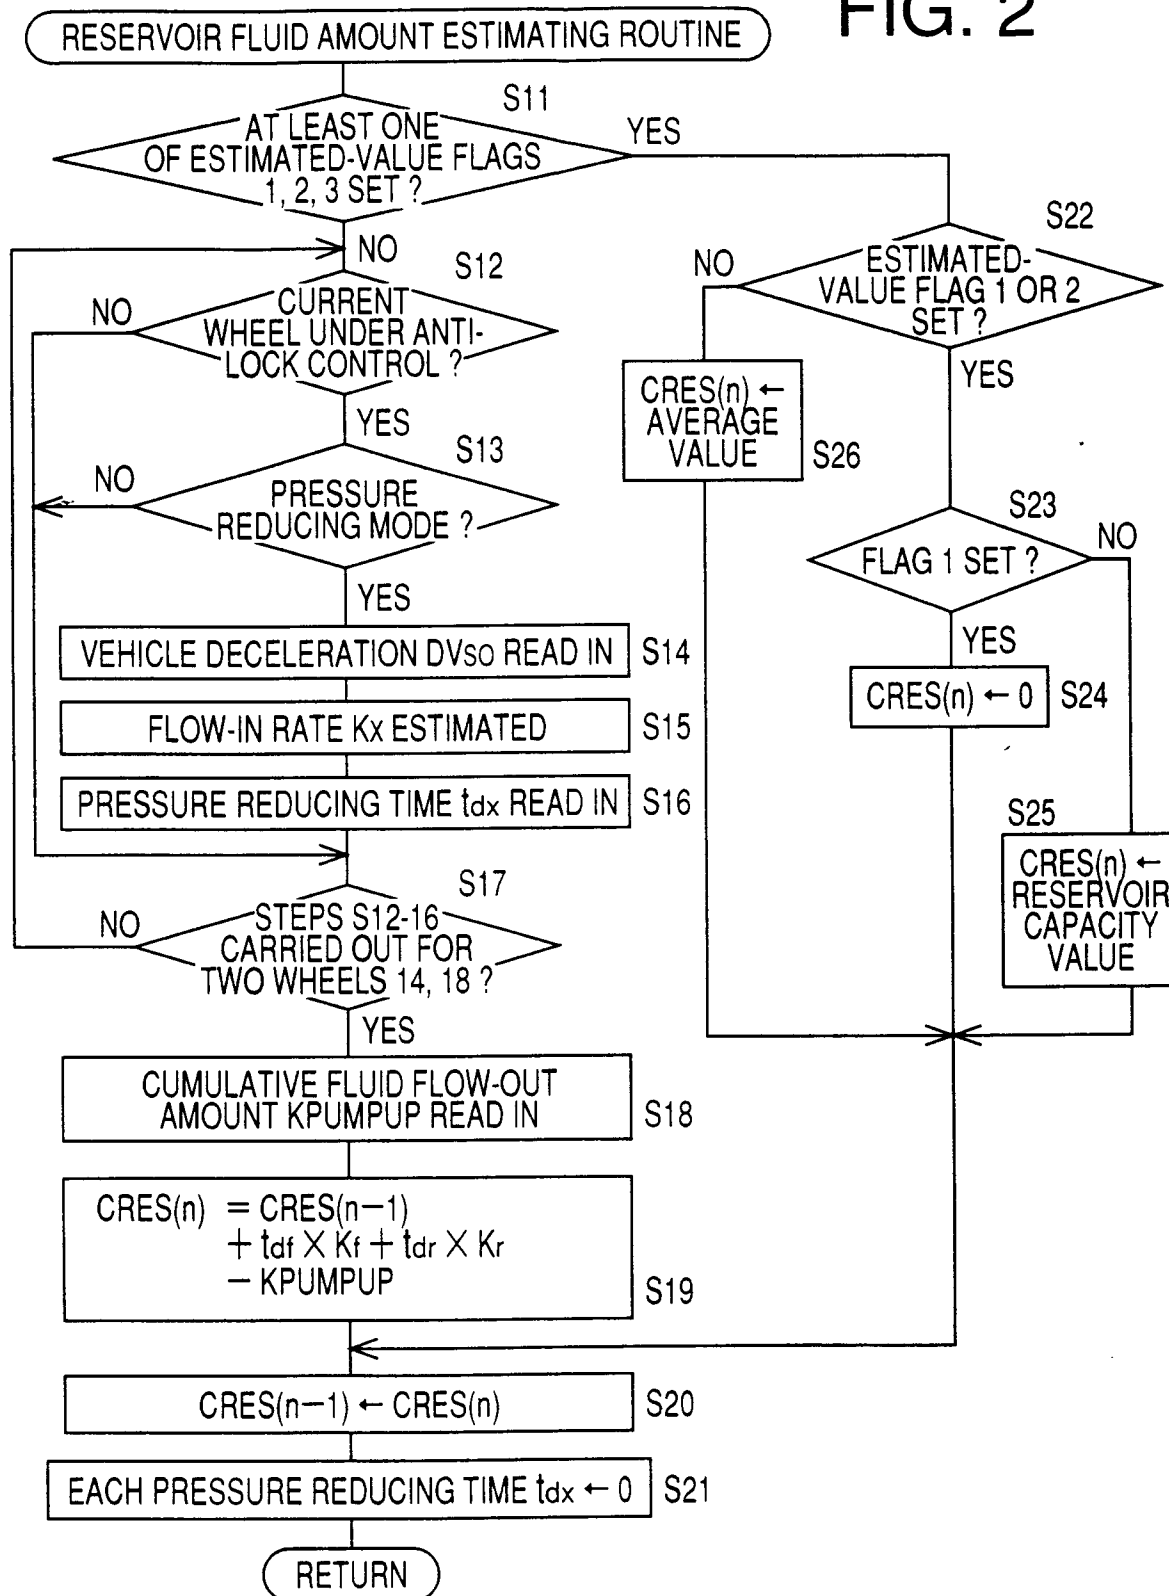 FIG. 2
RESERVOIR FLUID AMOUNT ESTIMATING ROUTINE
S11
AT LEAST ONE
OF ESTIMATED-VALUE FLAGS
1, 2, 3 SET ?
YES
NO
S12
CURRENT
WHEEL UNDER ANTI-
LOCK CONTROL ?
NO
YES
S13
PRESSURE
REDUCING MODE ?
NO
YES
VEHICLE DECELERATION DVSO READ IN
S14
FLOW-IN RATE Kx ESTIMATED
S15
PRESSURE REDUCING TIME tdx READ IN
S16
S17
STEPS S12-16
CARRIED OUT FOR
TWO WHEELS 14, 18 ?
NO
YES
CUMULATIVE FLUID FLOW-OUT
AMOUNT KPUMPUP READ IN
S18
CRES(n) = CRES(n−1)
+ tdf × Kf + tdr × Kr
− KPUMPUP
S19
CRES(n−1) ← CRES(n)
S20
EACH PRESSURE REDUCING TIME tdx ← 0
S21
RETURN
S22
ESTIMATED-
VALUE FLAG 1 OR 2
SET ?
NO
YES
CRES(n) ←
AVERAGE
VALUE
S26
S23
FLAG 1 SET ?
NO
YES
CRES(n) ← 0
S24
S25
CRES(n) ←
RESERVOIR
CAPACITY
VALUE